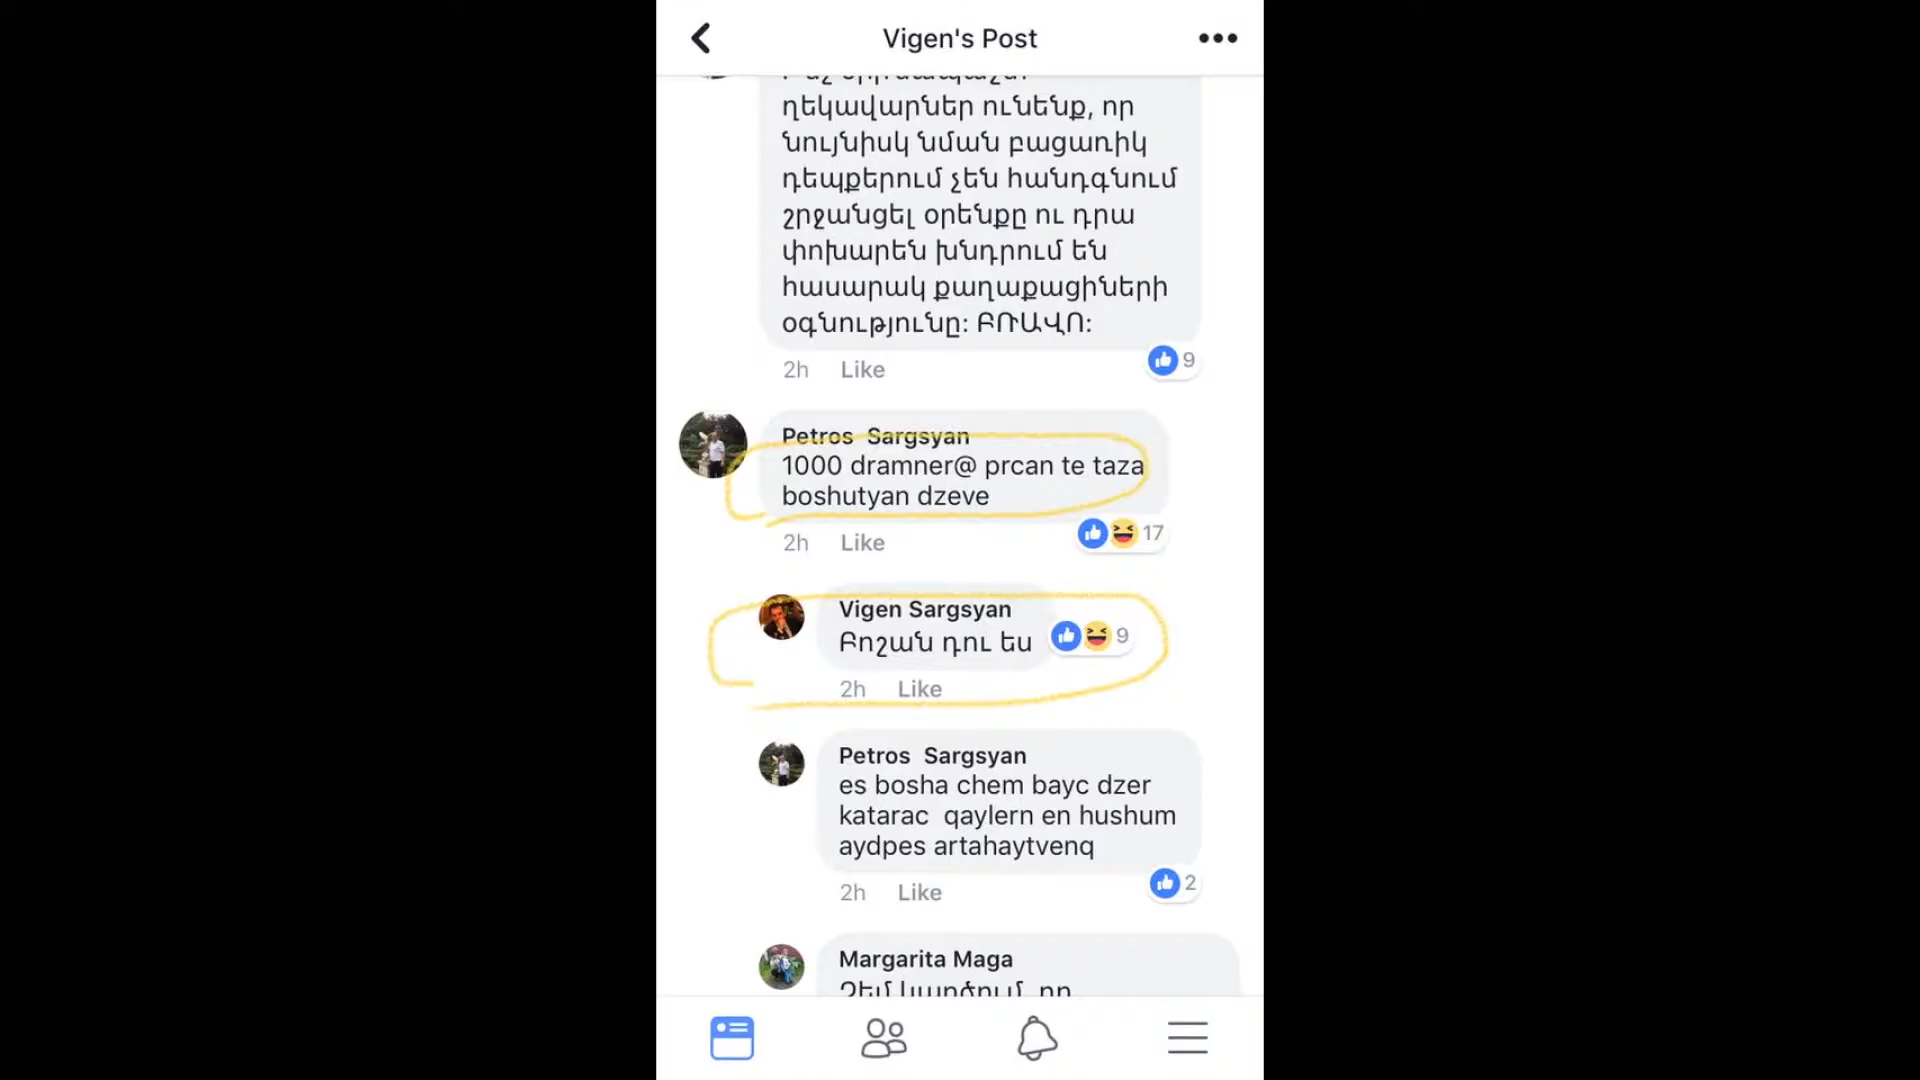 Vigen's Post
ղեկավարներ ունենք, որ
նույնիսկ նման բացառիկ
դեպքերում չեն հանդգնում
շրջանցել օրենքը ու դրա
փոխարեն խնդրում են
հասարակ քաղաքացիների
օգնությունը: ԲՌԱՎՈ:
2h Like 9
Petros Sargsyan
1000 dramner@ prcan te taza
boshutyan dzeve
2h Like 17
Vigen Sargsyan
Բոշան դու ես 9
2h Like
Petros Sargsyan
es bosha chem bayc dzer
katarac qaylern en hushum
aydpes artahaytvenq
2h Like 2
Margarita Maga
Չեմ կարծում, որ